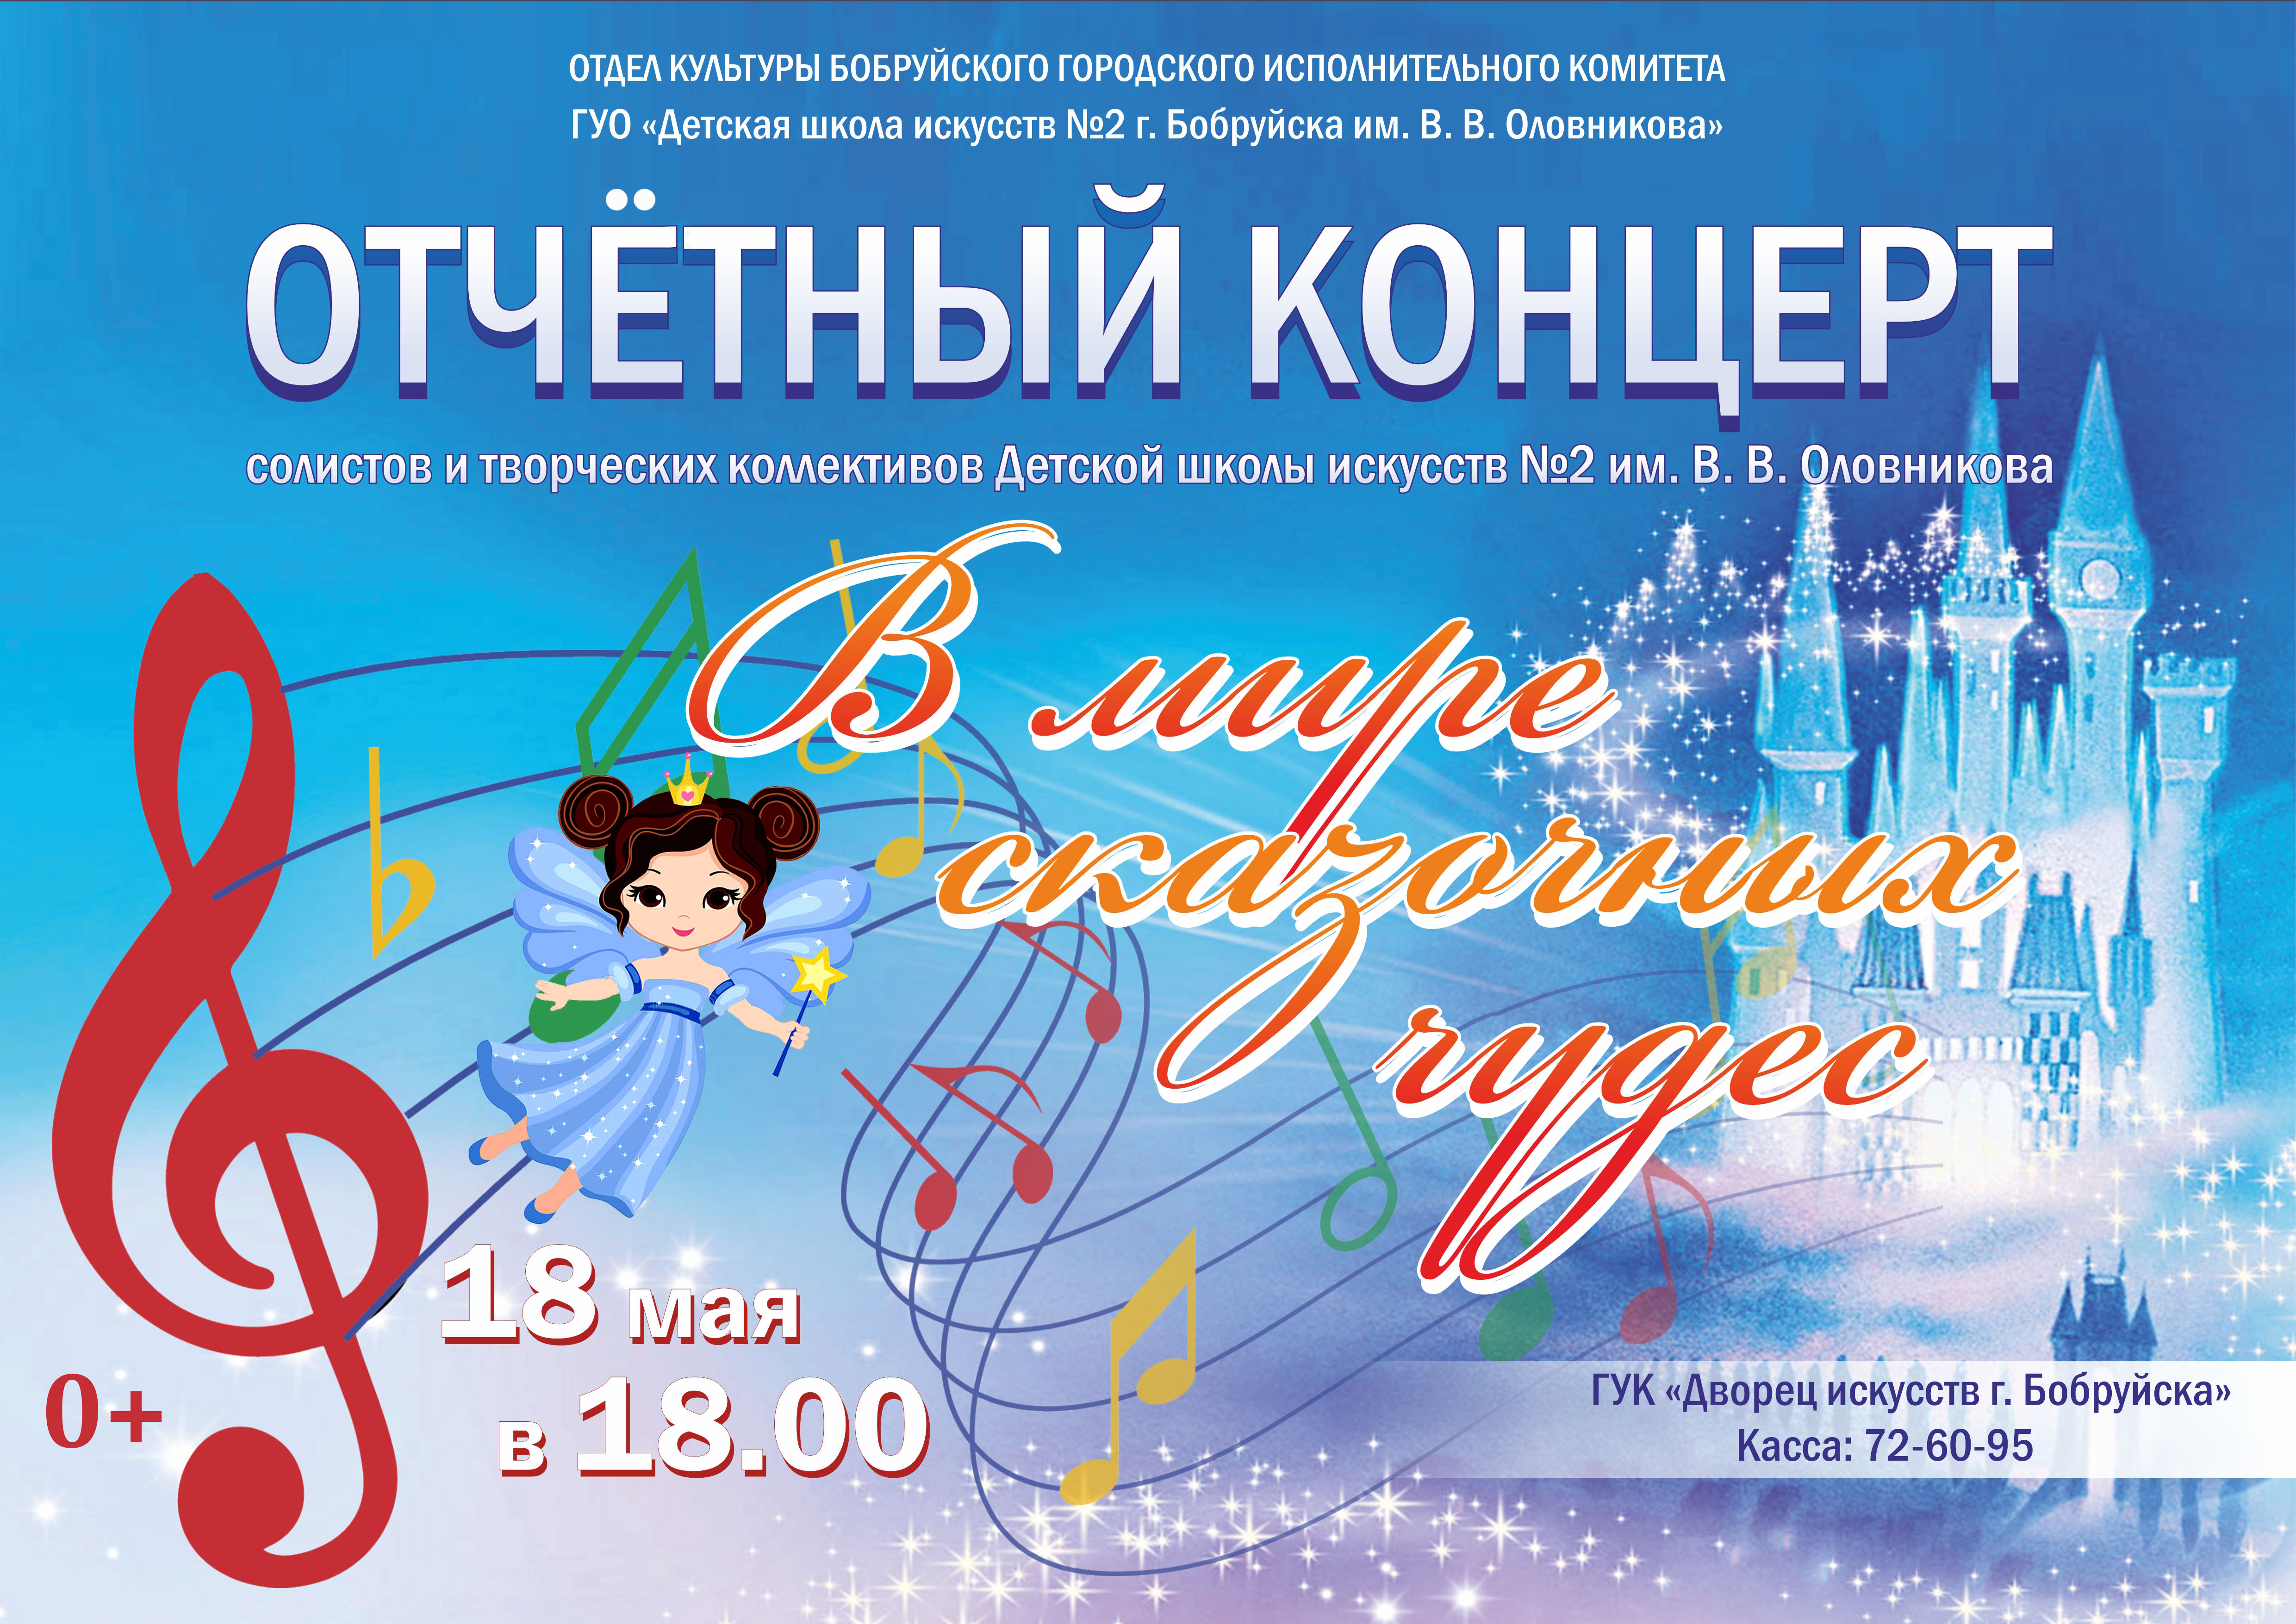 ОТДЕЛ КУЛЬТУРЫ БОБРУЙСКОГО ГОРОДСКОГО ИСПОЛНИТЕЛЬНОГО КОМИТЕТА
ГУО «Детская школа искусств №2 г. Бобруйска им. В. В. Оловникова»
ОТЧЁТНЫЙ КОНЦЕРТ
солистов и творческих коллективов Детской школы искусств №2 им. В. В. Оловникова
В мире
сказочных
чудес
18 мая
в 18.00
0+
ГУК «Дворец искусств г. Бобруйска»
Касса: 72-60-95